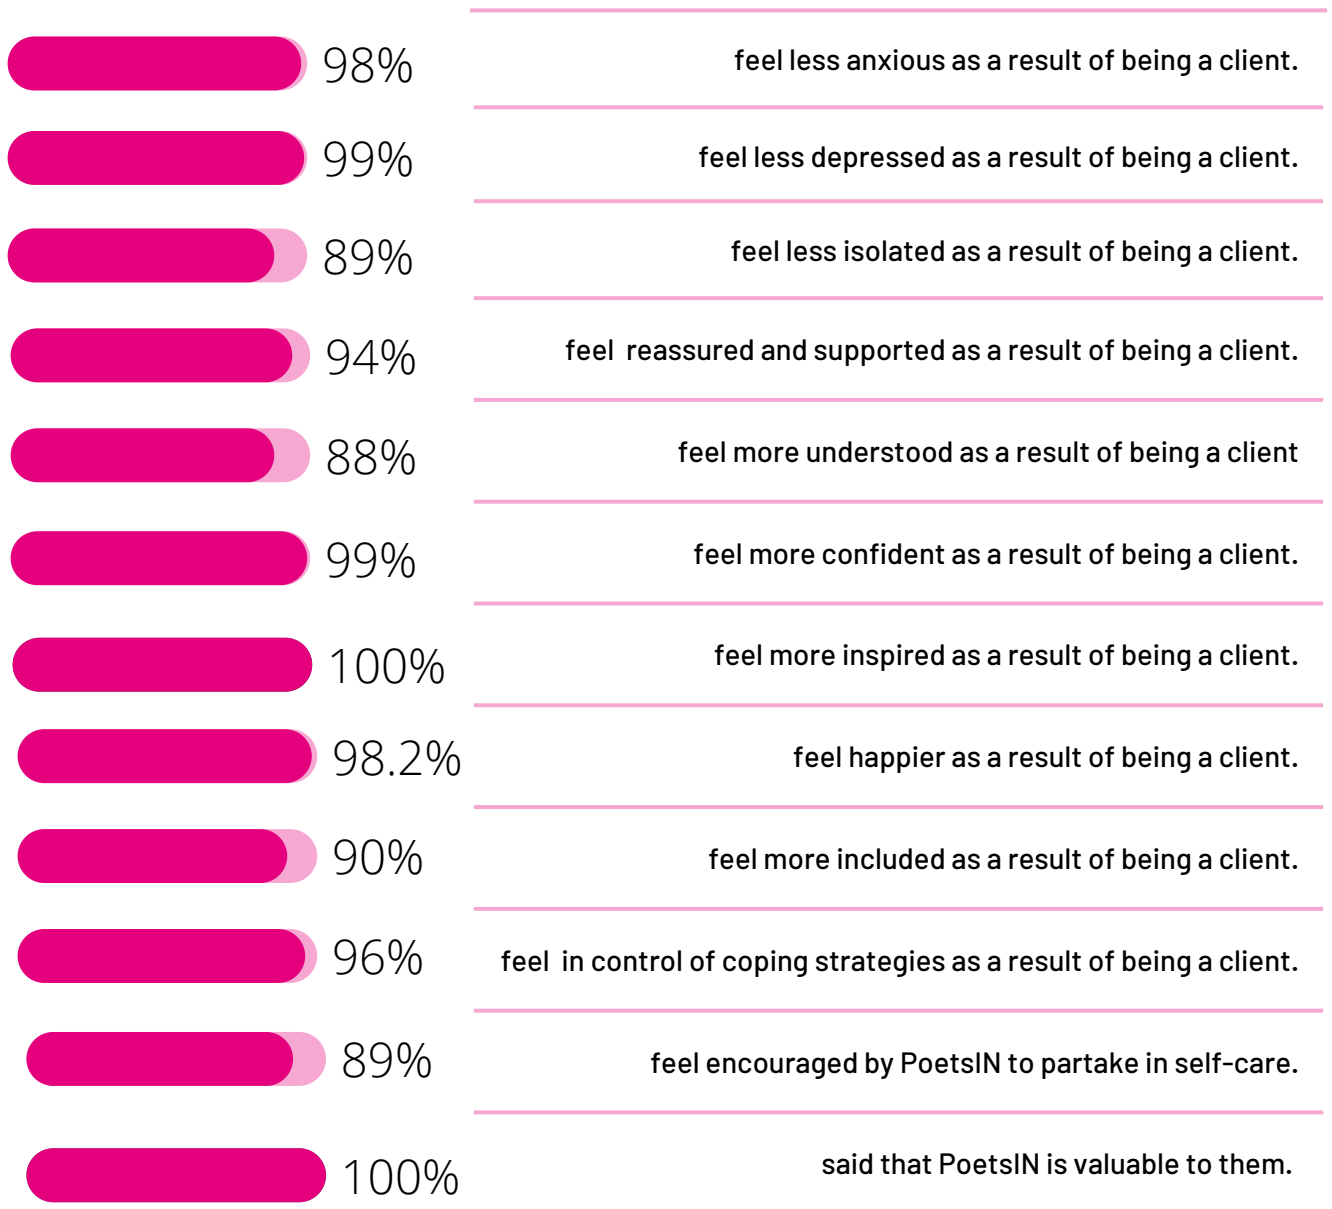 98% feel less anxious as a result of being a client.
99% feel less depressed as a result of being a client.
89% feel less isolated as a result of being a client.
94% feel  reassured and supported as a result of being a client.
88% feel more understood as a result of being a client
99% feel more confident as a result of being a client.
100% feel more inspired as a result of being a client.
98.2% feel happier as a result of being a client.
90% feel more included as a result of being a client.
96% feel  in control of coping strategies as a result of being a client.
89% feel encouraged by PoetsIN to partake in self-care.
100% said that PoetsIN is valuable to them.